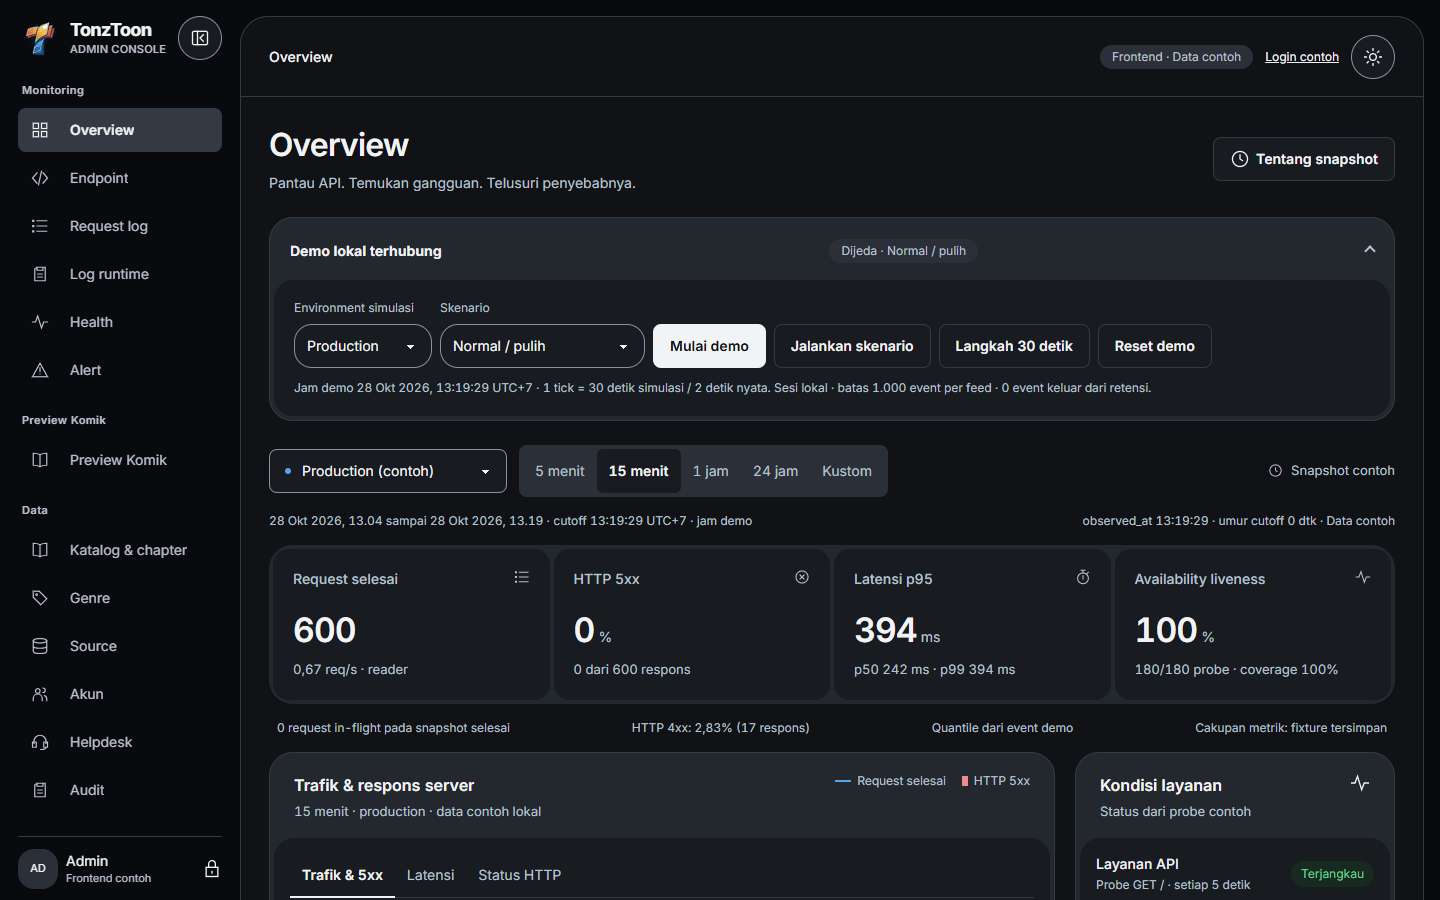 TonzToon
ADMIN CONSOLE
Monitoring
Overview
Endpoint
Request log
Log runtime
Health
Alert
Preview Komik
Preview Komik
Data
Katalog & chapter
Genre
Source
Akun
Helpdesk
Audit
AD
Admin
Frontend contoh
Overview
Frontend · Data contoh
Login contoh
Overview
Pantau API. Temukan gangguan. Telusuri penyebabnya.
Tentang snapshot
Demo lokal terhubung
Dijeda · Normal / pulih
Environment simulasi
Skenario
Production
Normal / pulih
Mulai demo
Jalankan skenario
Langkah 30 detik
Reset demo
Jam demo 28 Okt 2026, 13:19:29 UTC+7 · 1 tick = 30 detik simulasi / 2 detik nyata. Sesi lokal · batas 1.000 event per feed · 0 event keluar dari retensi.
Production (contoh)
5 menit
15 menit
1 jam
24 jam
Kustom
Snapshot contoh
28 Okt 2026, 13.04 sampai 28 Okt 2026, 13.19 · cutoff 13:19:29 UTC+7 · jam demo
observed_at 13:19:29 · umur cutoff 0 dtk · Data contoh
Request selesai
600
0,67 req/s · reader
HTTP 5xx
0 %
0 dari 600 respons
Latensi p95
394 ms
p50 242 ms · p99 394 ms
Availability liveness
100 %
180/180 probe · coverage 100%
0 request in-flight pada snapshot selesai
HTTP 4xx: 2,83% (17 respons)
Quantile dari event demo
Cakupan metrik: fixture tersimpan
Trafik & respons server
15 menit · production · data contoh lokal
Request selesai
HTTP 5xx
Trafik & 5xx
Latensi
Status HTTP
Kondisi layanan
Status dari probe contoh
Layanan API
Probe GET / · setiap 5 detik
Terjangkau